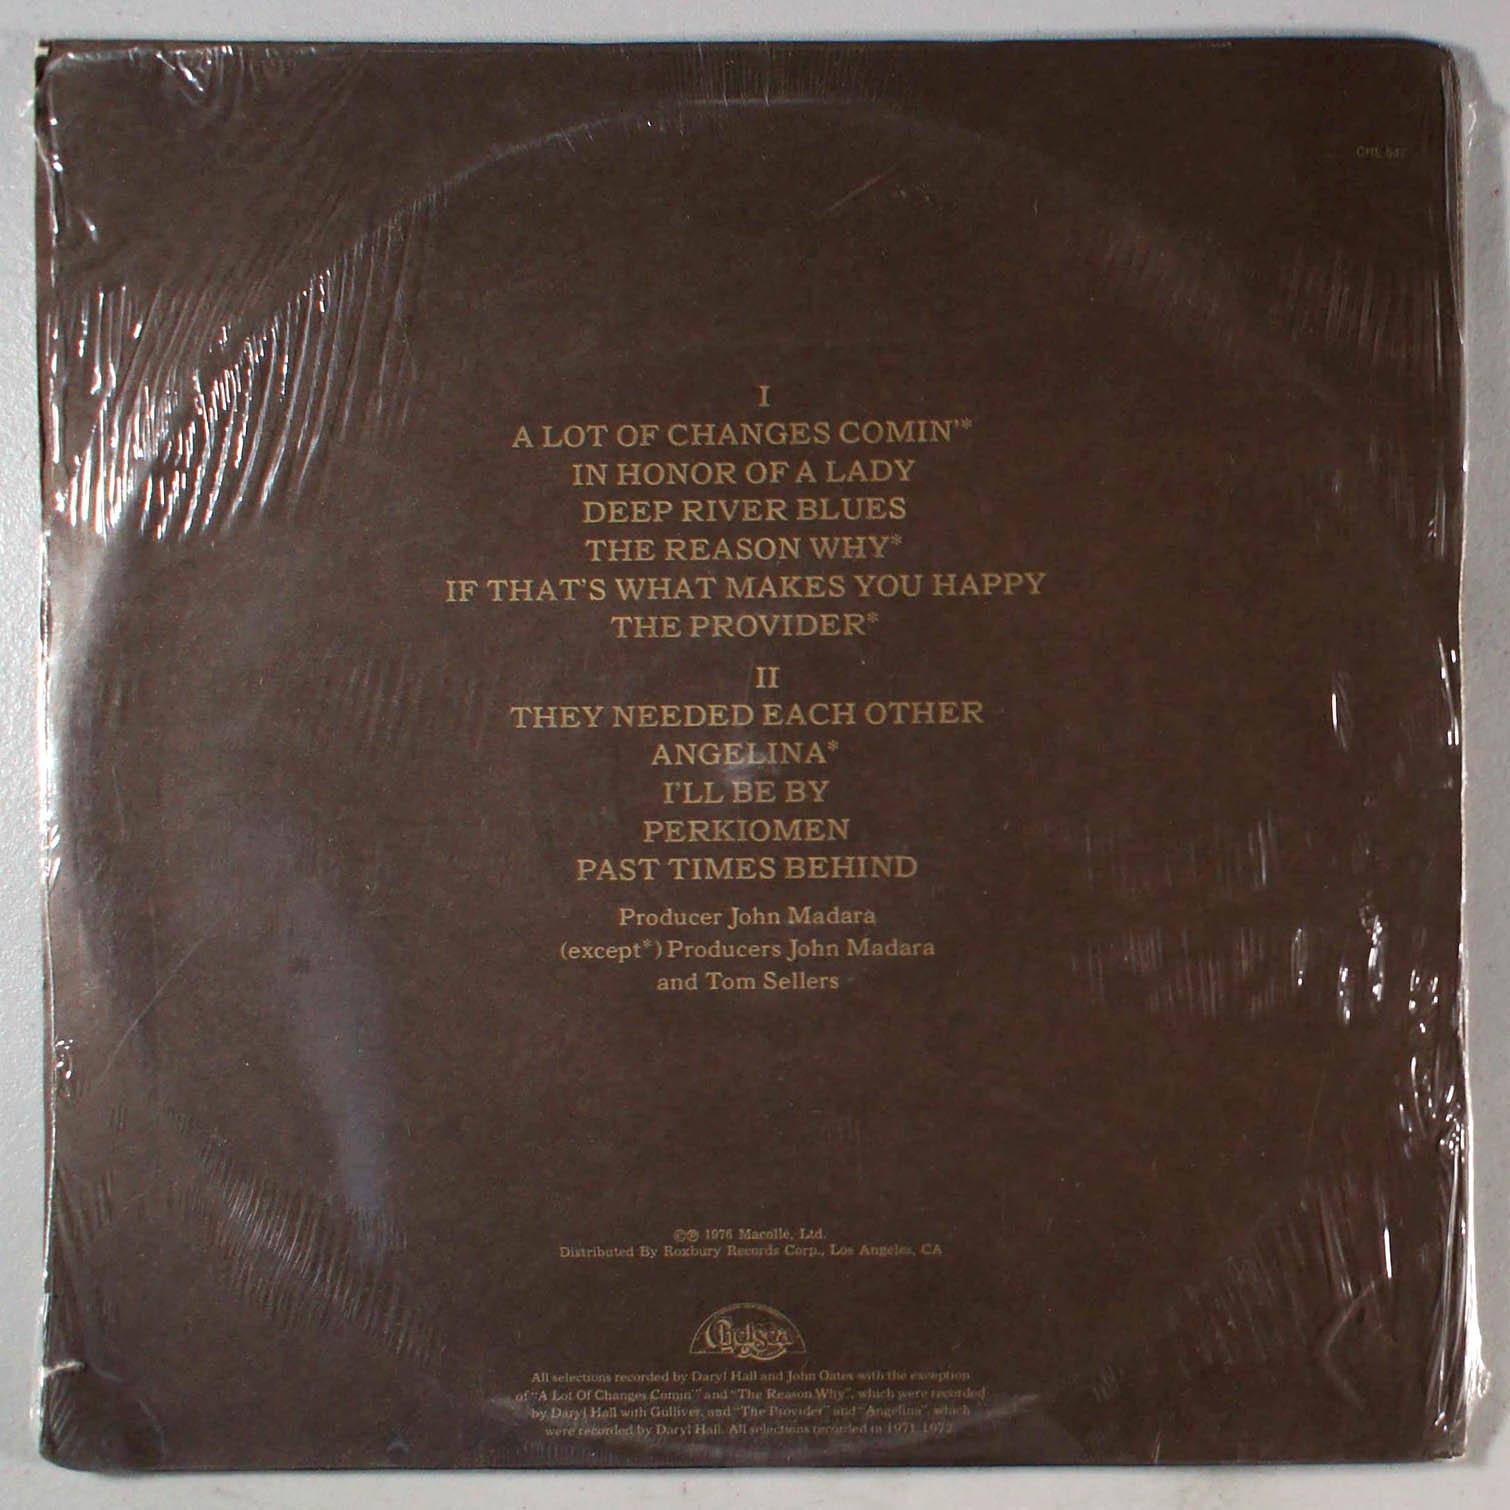 CHE 547
I
A LOT OF CHANGES COMIN'*
IN HONOR OF A LADY
DEEP RIVER BLUES
THE REASON WHY*
IF THAT'S WHAT MAKES YOU HAPPY
THE PROVIDER*
II
THEY NEEDED EACH OTHER
ANGELINA*
I'LL BE BY
PERKIOMEN
PAST TIMES BEHIND
Producer John Madara
(except*) Producers John Madara
and Tom Sellers
©℗ 1976 Macolle, Ltd.
Distributed By Roxbury Records Corp., Los Angeles, CA
Chelsea
All selections recorded by Daryl Hall and John Oates with the exception
of "A Lot Of Changes Comin'" and "The Reason Why", which were recorded
by Daryl Hall with Gulliver, and "The Provider" and "Angelina", which
were recorded by Daryl Hall. All selections recorded in 1971-1972